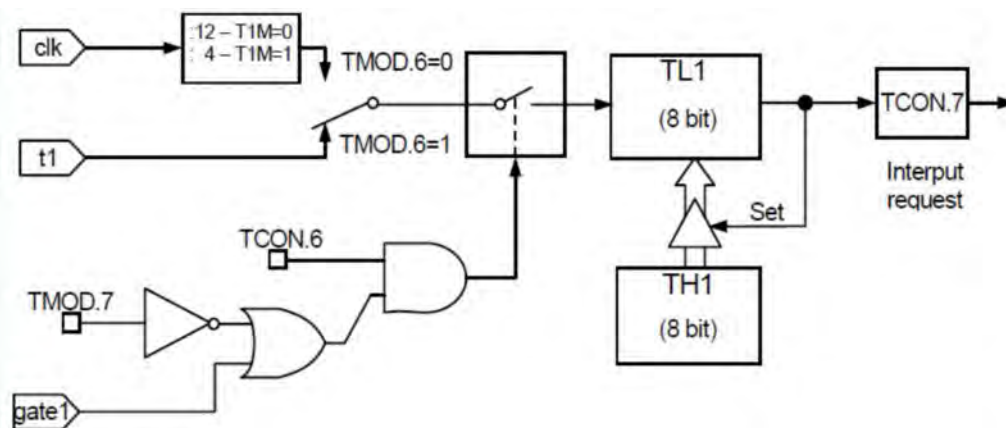 clk
:12 – T1M=0
: 4 – T1M=1
TMOD.6=0
TMOD.6=1
t1
TL1
(8 bit)
TCON.7
Interput
request
Set
TH1
(8 bit)
TCON.6
TMOD.7
gate1